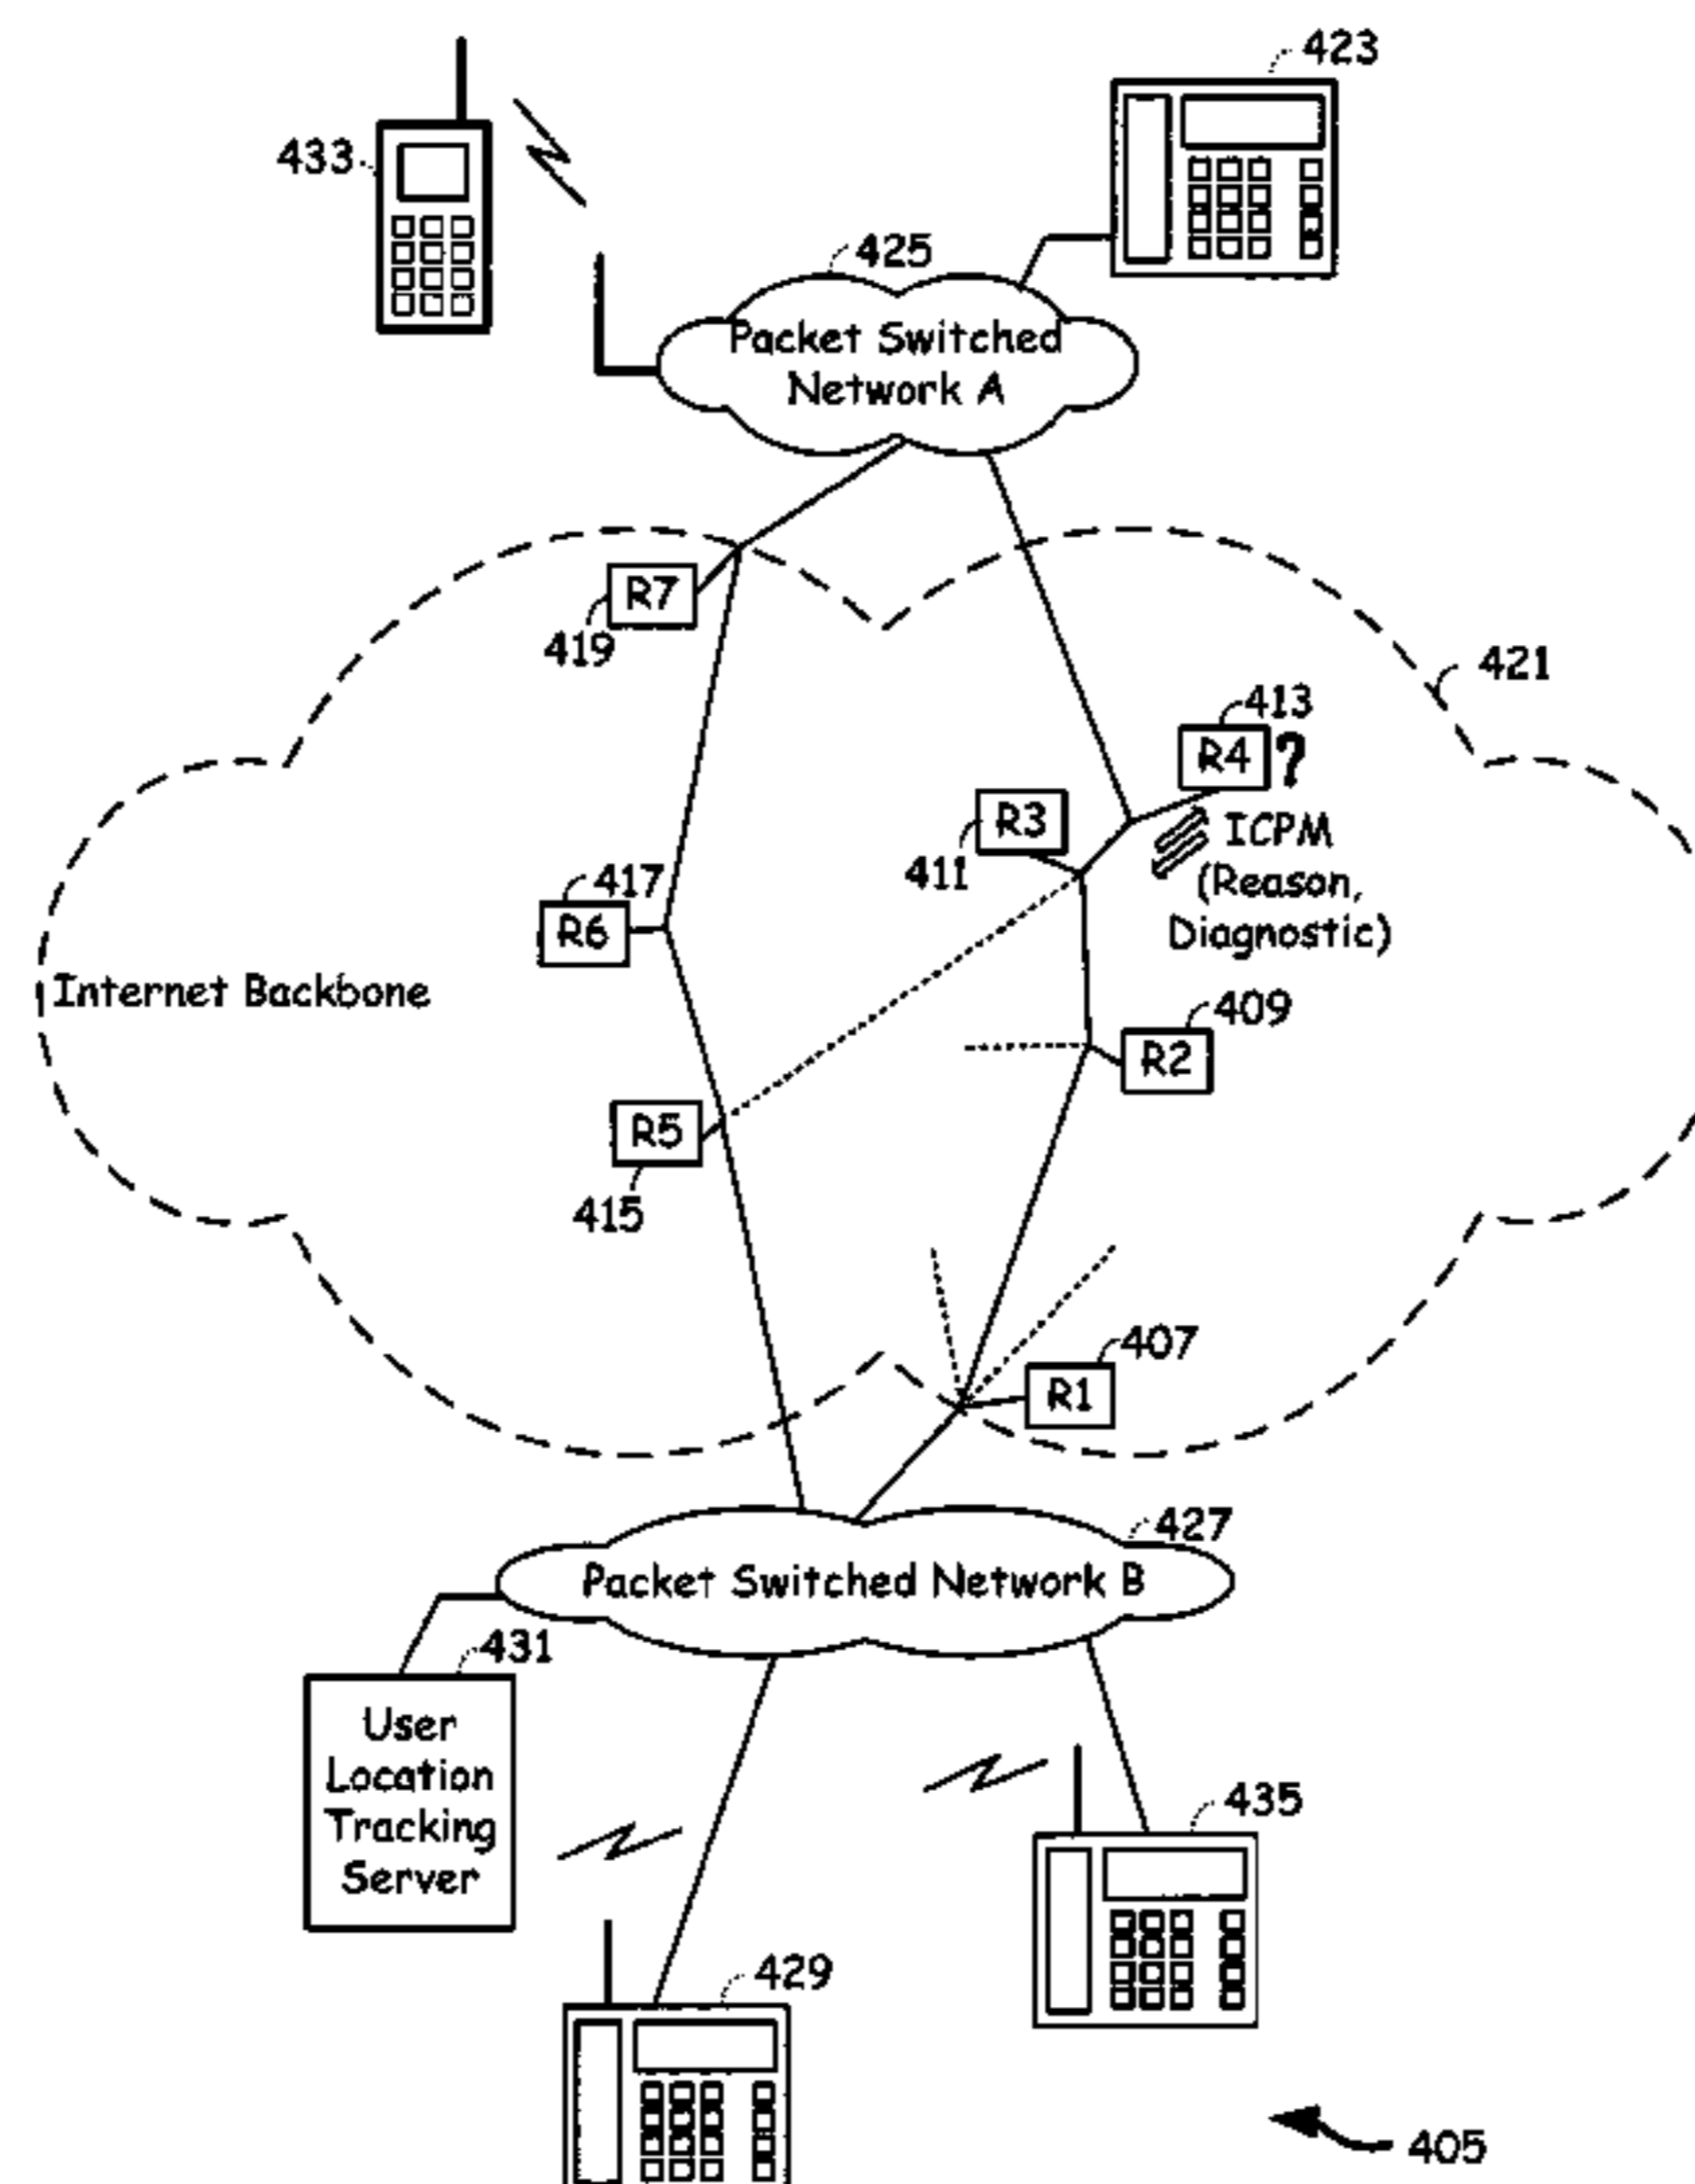 423
433
425
Packet Switched
Network A
R7
419
421
413
R4 ?
R3
411
ICPM
(Reason,
Diagnostic)
417
R6
Internet Backbone
409
R2
R5
415
407
R1
427
Packet Switched Network B
431
User
Location
Tracking
Server
435
429
405